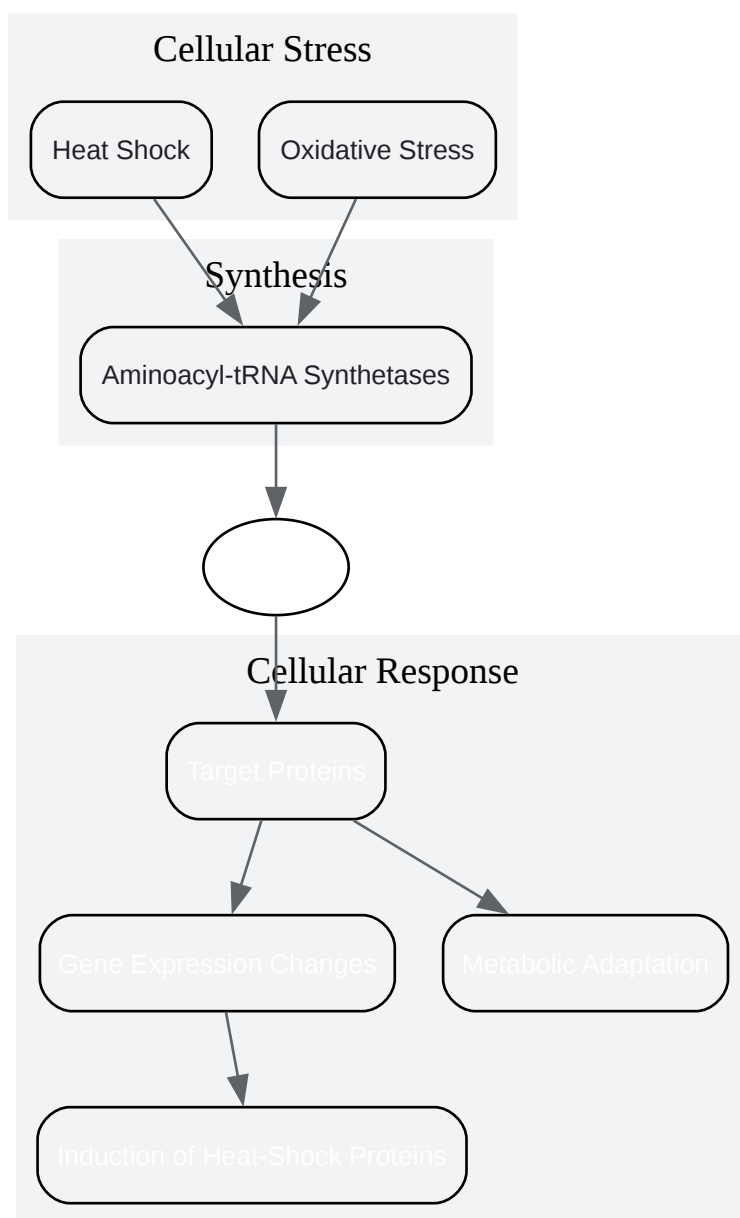 Cellular Stress
Heat Shock
Oxidative Stress
Synthesis
Aminoacyl-tRNA Synthetases
Cellular Response
Target Proteins
Gene Expression Changes
Metabolic Adaptation
Induction of Heat-Shock Proteins